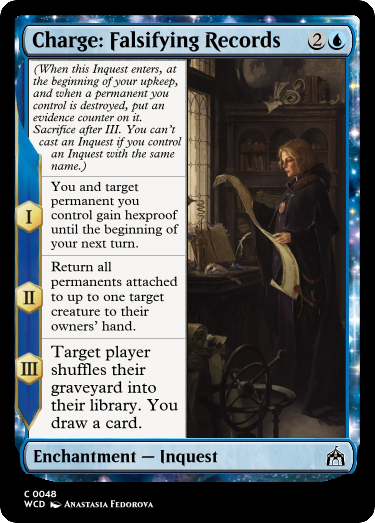 Charge: Falsifying Records 2
(When this Inquest enters, at
the beginning of your upkeep,
and when a permanent you
control is destroyed, put an
evidence counter on it.
Sacrifice after III. You can't
cast an Inquest if you control
an Inquest with the same
name.)
I
You and target
permanent you
control gain hexproof
until the beginning of
your next turn.
II
Return all
permanents attached
to up to one target
creature to their
owners' hand.
III
Target player
shuffles their
graveyard into
their library. You
draw a card.
Enchantment — Inquest
C 0048
WCD Anastasia Fedorova